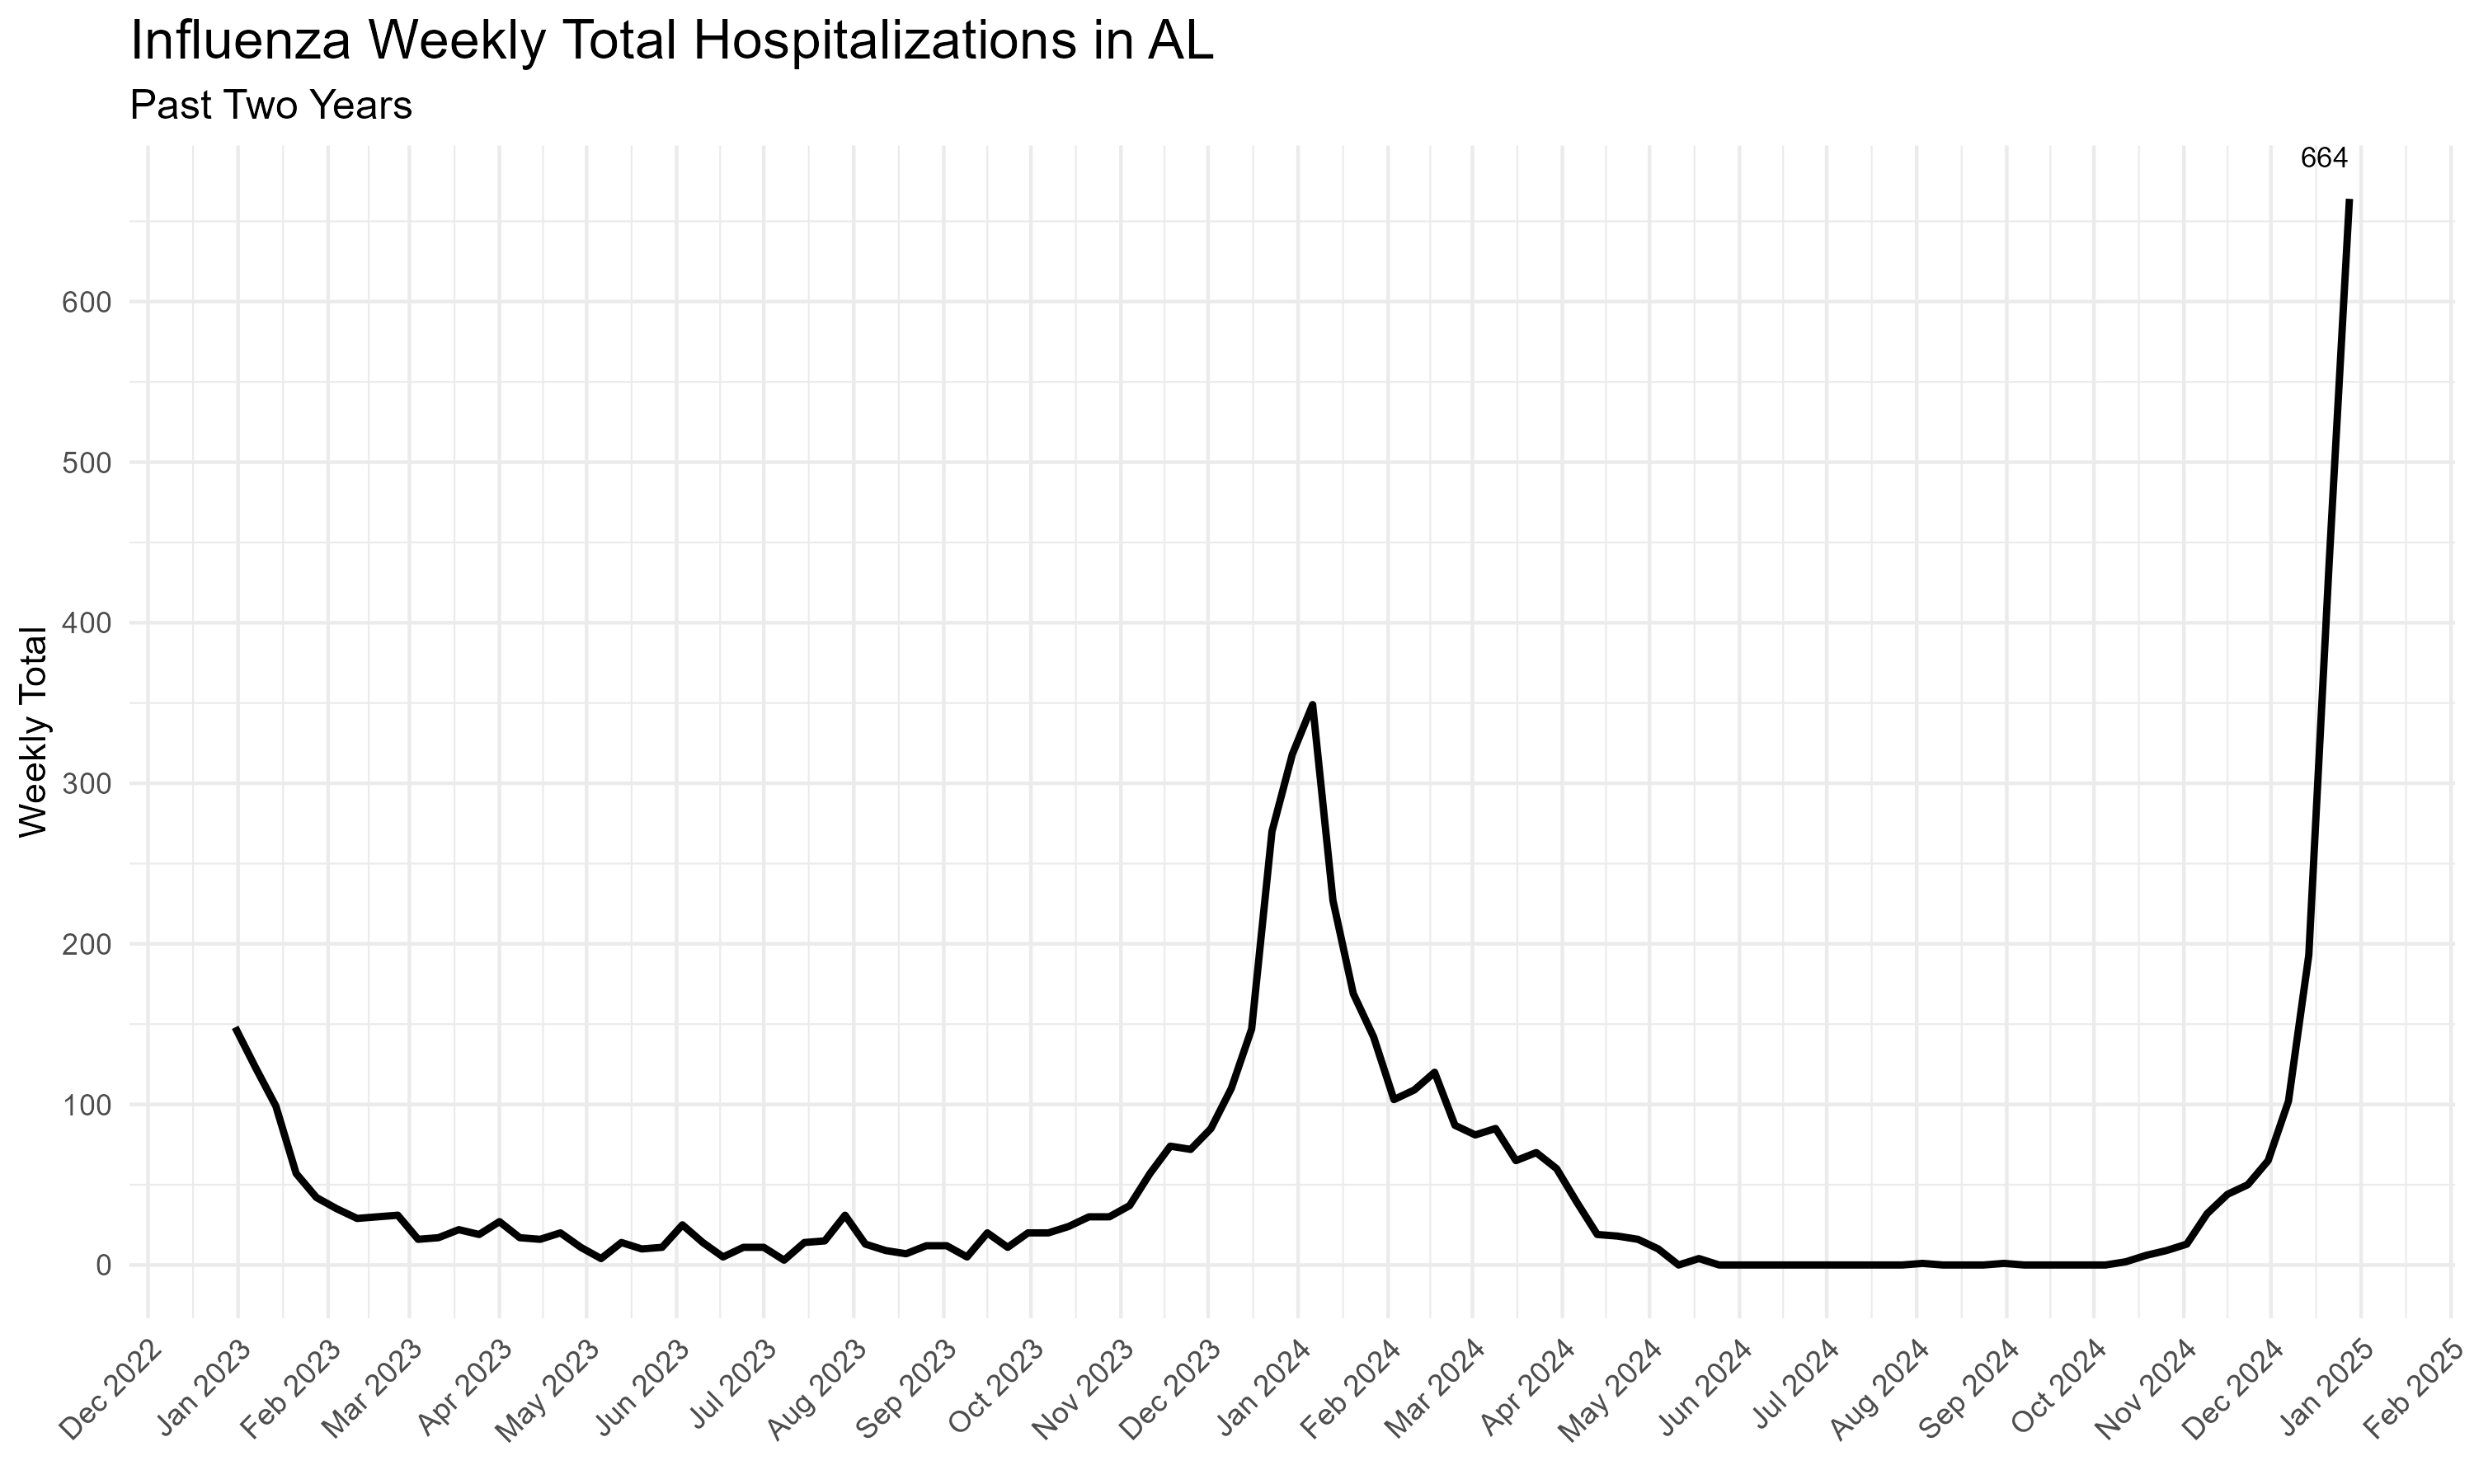 Influenza Weekly Total Hospitalizations in AL
Past Two Years
664
Weekly Total
600
500
400
300
200
100
0
Dec 2022
Jan 2023
Feb 2023
Mar 2023
Apr 2023
May 2023
Jun 2023
Jul 2023
Aug 2023
Sep 2023
Oct 2023
Nov 2023
Dec 2023
Jan 2024
Feb 2024
Mar 2024
Apr 2024
May 2024
Jun 2024
Jul 2024
Aug 2024
Sep 2024
Oct 2024
Nov 2024
Dec 2024
Jan 2025
Feb 2025